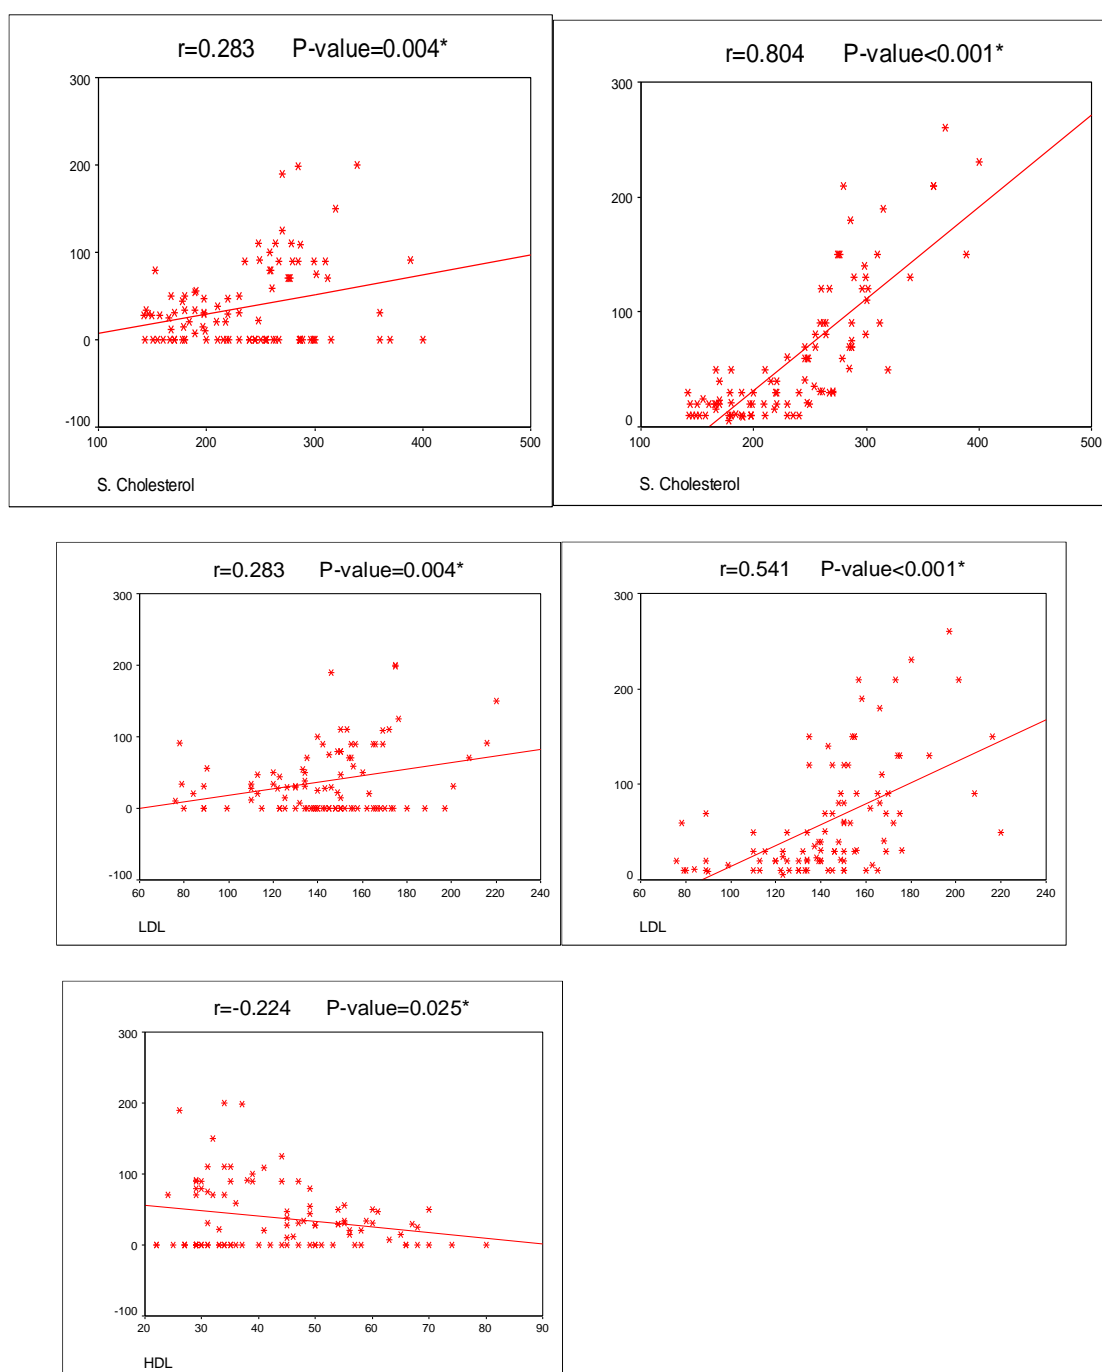 r=0.283 P-value=0.004*
300
200
100
0
-100
100 200 300 400 500
S. Cholesterol
r=0.804 P-value<0.001*
300
200
100
0
100 200 300 400 500
S. Cholesterol
r=0.283 P-value=0.004*
300
200
100
0
-100
60 80 100 120 140 160 180 200 220 240
LDL
r=0.541 P-value<0.001*
300
200
100
0
60 80 100 120 140 160 180 200 220 240
LDL
r=-0.224 P-value=0.025*
300
200
100
0
-100
20 30 40 50 60 70 80 90
HDL